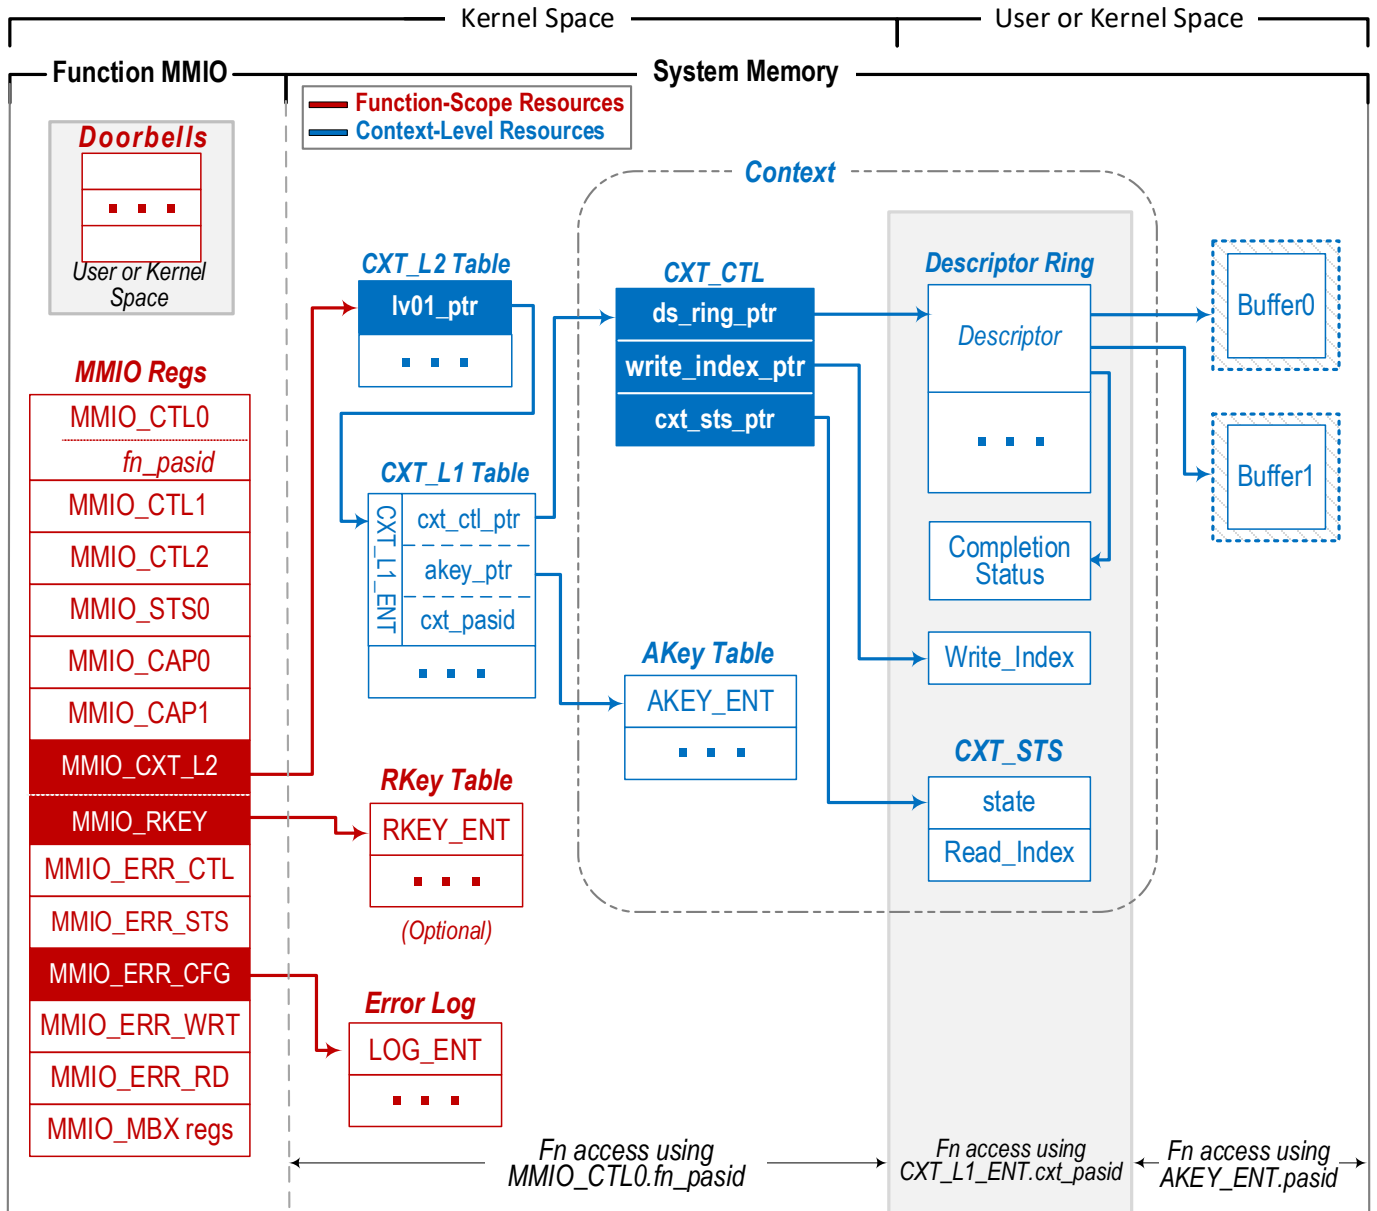 Kernel Space
User or Kernel Space
Function MMIO
System Memory
Function-Scope Resources
Context-Level Resources
Doorbells
User or Kernel
Space
MMIO Regs
MMIO_CTL0
fn_pasid
MMIO_CTL1
MMIO_CTL2
MMIO_STS0
MMIO_CAP0
MMIO_CAP1
MMIO_CXT_L2
MMIO_RKEY
MMIO_ERR_CTL
MMIO_ERR_STS
MMIO_ERR_CFG
MMIO_ERR_WRT
MMIO_ERR_RD
MMIO_MBX regs
CXT_L2 Table
lv01_ptr
CXT_L1 Table
CXT_L1_ENT
cxt_ctl_ptr
akey_ptr
cxt_pasid
RKey Table
RKEY_ENT
(Optional)
Error Log
LOG_ENT
Context
CXT_CTL
ds_ring_ptr
write_index_ptr
cxt_sts_ptr
AKey Table
AKEY_ENT
Descriptor Ring
Descriptor
Completion
Status
Write_Index
CXT_STS
state
Read_Index
Buffer0
Buffer1
Fn access using
MMIO_CTL0.fn_pasid
Fn access using
CXT_L1_ENT.cxt_pasid
Fn access using
AKEY_ENT.pasid